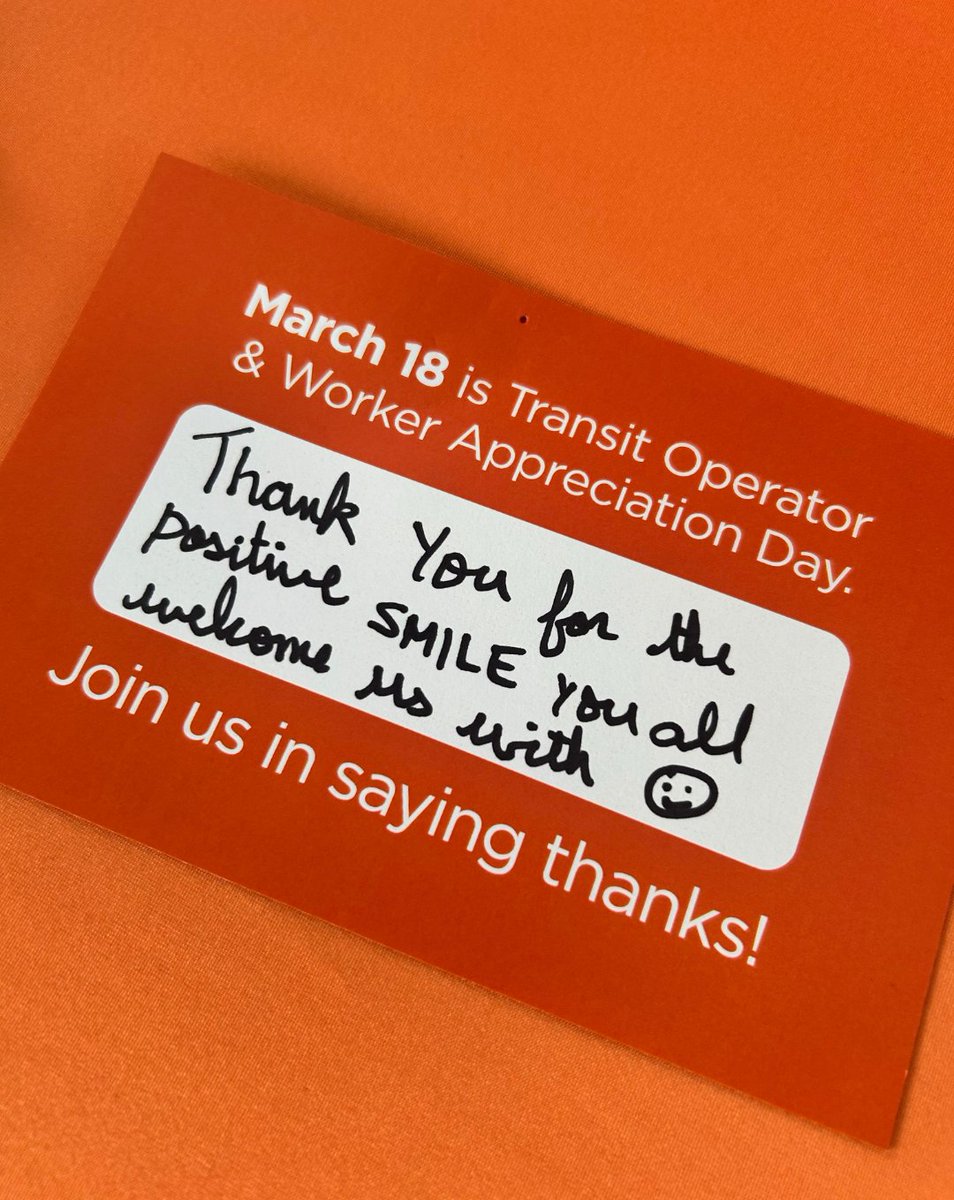 March 18 is Transit Operator
& Worker Appreciation Day.
Thank You for the
positive SMILE You all
welcome us with
Join us in saying thanks!